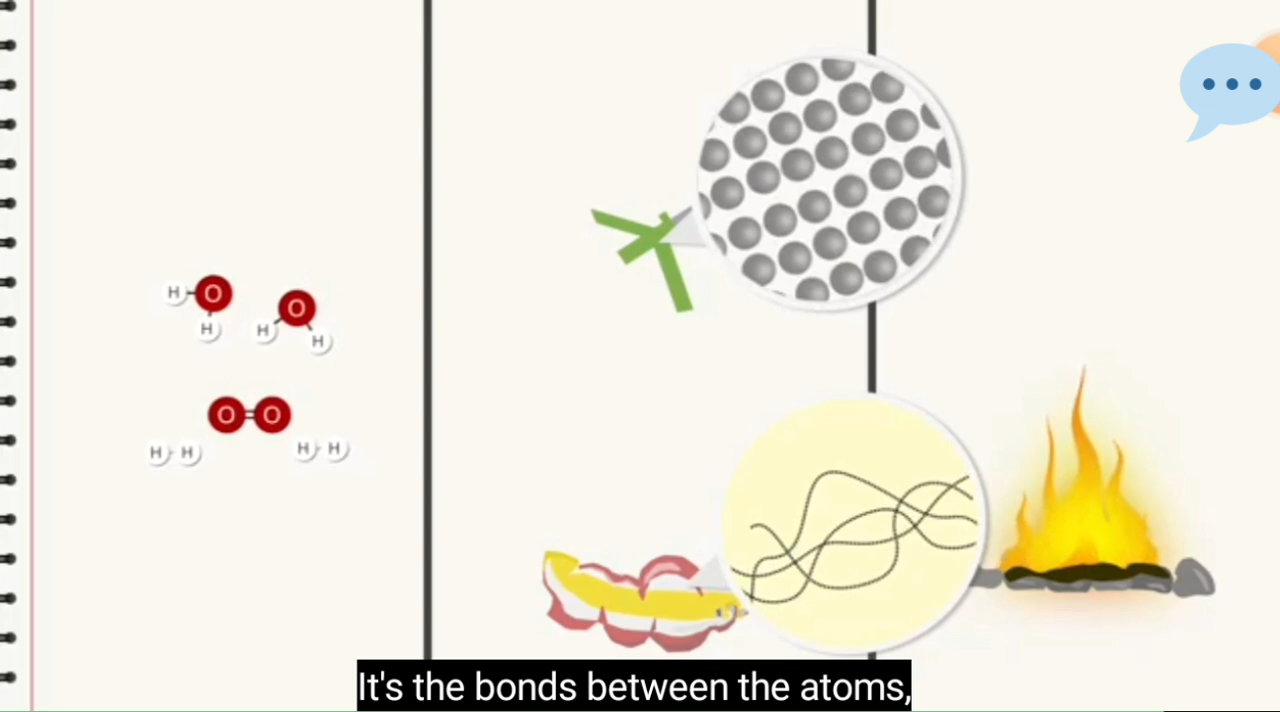 H O H
O H H
O O
H H
H H
It's the bonds between the atoms,